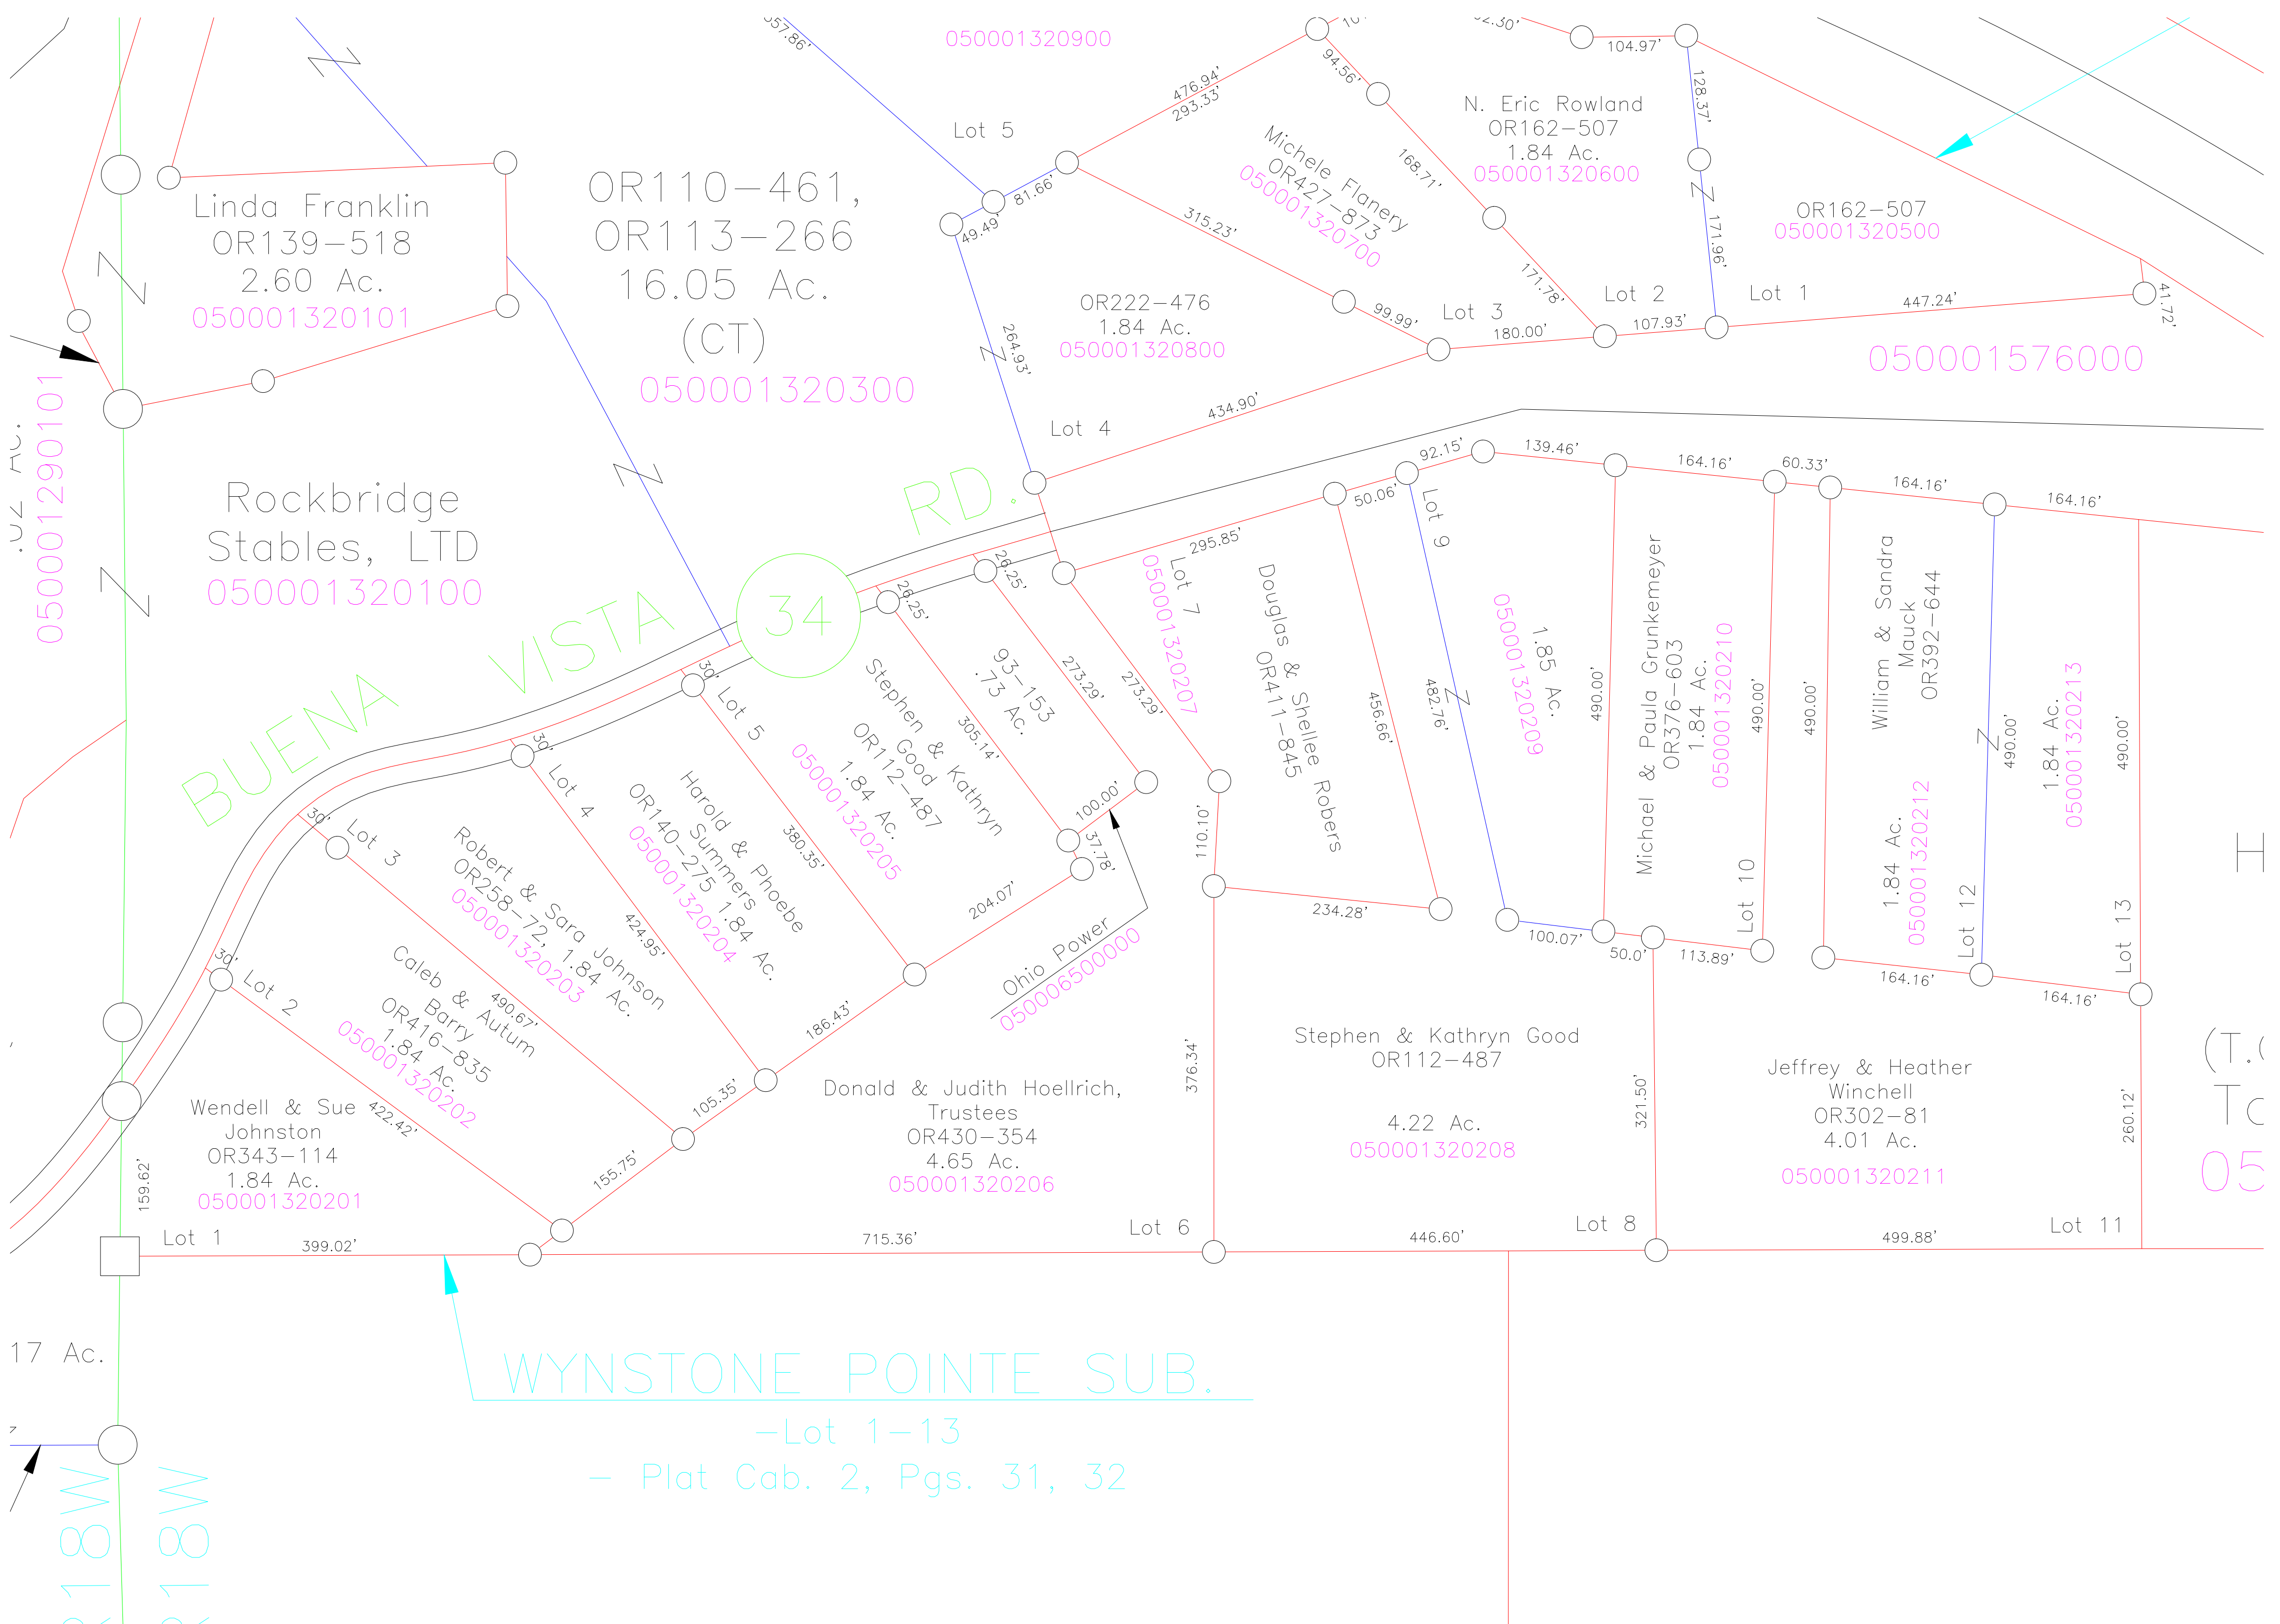 357.86'
050001320900
104.97'
94.56'
476.94'
293.33'
128.37'
N. Eric Rowland
OR162-507
1.84 Ac.
050001320600
Lot 5
Michele Flanery
OR427-873
050001320700
168.71'
81.66'
49.49'
315.23'
171.96'
OR162-507
050001320500
Linda Franklin
OR139-518
2.60 Ac.
050001320101
OR110-461,
OR113-266
16.05 Ac.
(CT)
050001320300
264.93'
OR222-476
1.84 Ac.
050001320800
99.99'
Lot 3
171.78'
Lot 2
Lot 1
180.00'
107.93'
447.24'
41.72'
050001576000
050001290101
Lot 4
434.90'
Rockbridge
Stables, LTD
050001320100
BUENA VISTA RD.
34
92.15'
139.46'
164.16'
60.33'
164.16'
164.16'
50.06'
295.85'
Lot 9
26.25'
26.25'
Lot 7
050001320207
Douglas & Shellee Robers
OR411-845
456.66'
482.76'
1.85 Ac.
050001320209
490.00'
Michael & Paula Grunkemeyer
OR376-603
1.84 Ac.
050001320210
490.00'
490.00'
William & Sandra
Mauck
OR392-644
1.84 Ac.
050001320212
490.00'
1.84 Ac.
050001320213
490.00'
30'
Lot 5
93-153
.73 Ac.
273.29'
273.29'
Stephen & Kathryn
Good
OR112-487
1.84 Ac.
050001320205
305.14'
100.00'
37.78'
110.10'
234.28'
30'
Lot 4
Harold & Phoebe
Summers
OR140-275 1.84 Ac.
050001320204
380.35'
204.07'
30'
Lot 3
Robert & Sara Johnson
OR258-72, 1.84 Ac.
050001320203
424.95'
Ohio Power
050006500000
100.07'
50.0'
113.89'
Lot 10
164.16'
Lot 12
164.16'
Lot 13
30'
Lot 2
Caleb & Autum
Barry
OR416-835
1.84 Ac.
050001320202
490.67'
186.43'
105.35'
155.75'
Wendell & Sue
Johnston
OR343-114
1.84 Ac.
050001320201
422.42'
159.62'
Donald & Judith Hoellrich,
Trustees
OR430-354
4.65 Ac.
050001320206
376.34'
Stephen & Kathryn Good
OR112-487
4.22 Ac.
050001320208
321.50'
Jeffrey & Heather
Winchell
OR302-81
4.01 Ac.
050001320211
260.12'
H
(T.
05
Lot 1
399.02'
715.36'
Lot 6
446.60'
Lot 8
499.88'
Lot 11
17 Ac.
WYNSTONE POINTE SUB.
-Lot 1-13
- Plat Cab. 2, Pgs. 31, 32
R18W
R18W